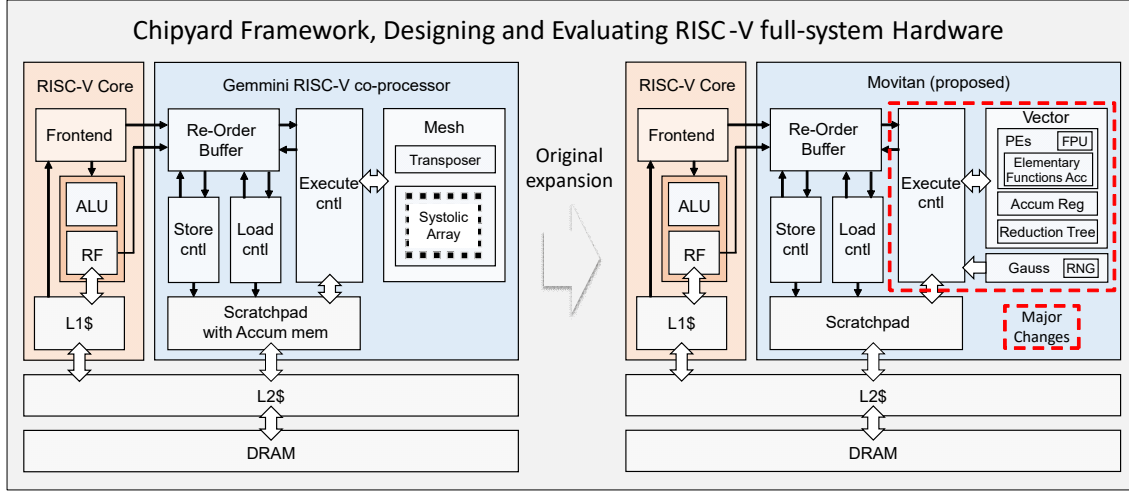 Chipyard Framework, Designing and Evaluating RISC-V full-system Hardware
RISC-V Core
Frontend
ALU
RF
L1$
Gemmini RISC-V co-processor
Re-Order
Buffer
Store
cntl
Load
cntl
Execute
cntl
Mesh
Transposer
Systolic
Array
Scratchpad
with Accum mem
L2$
DRAM
Original
expansion
RISC-V Core
Frontend
ALU
RF
L1$
Movitan (proposed)
Re-Order
Buffer
Store
cntl
Load
cntl
Execute
cntl
Vector
PEs
FPU
Elementary
Functions Acc
Accum Reg
Reduction Tree
Gauss
RNG
Scratchpad
Major
Changes
L2$
DRAM